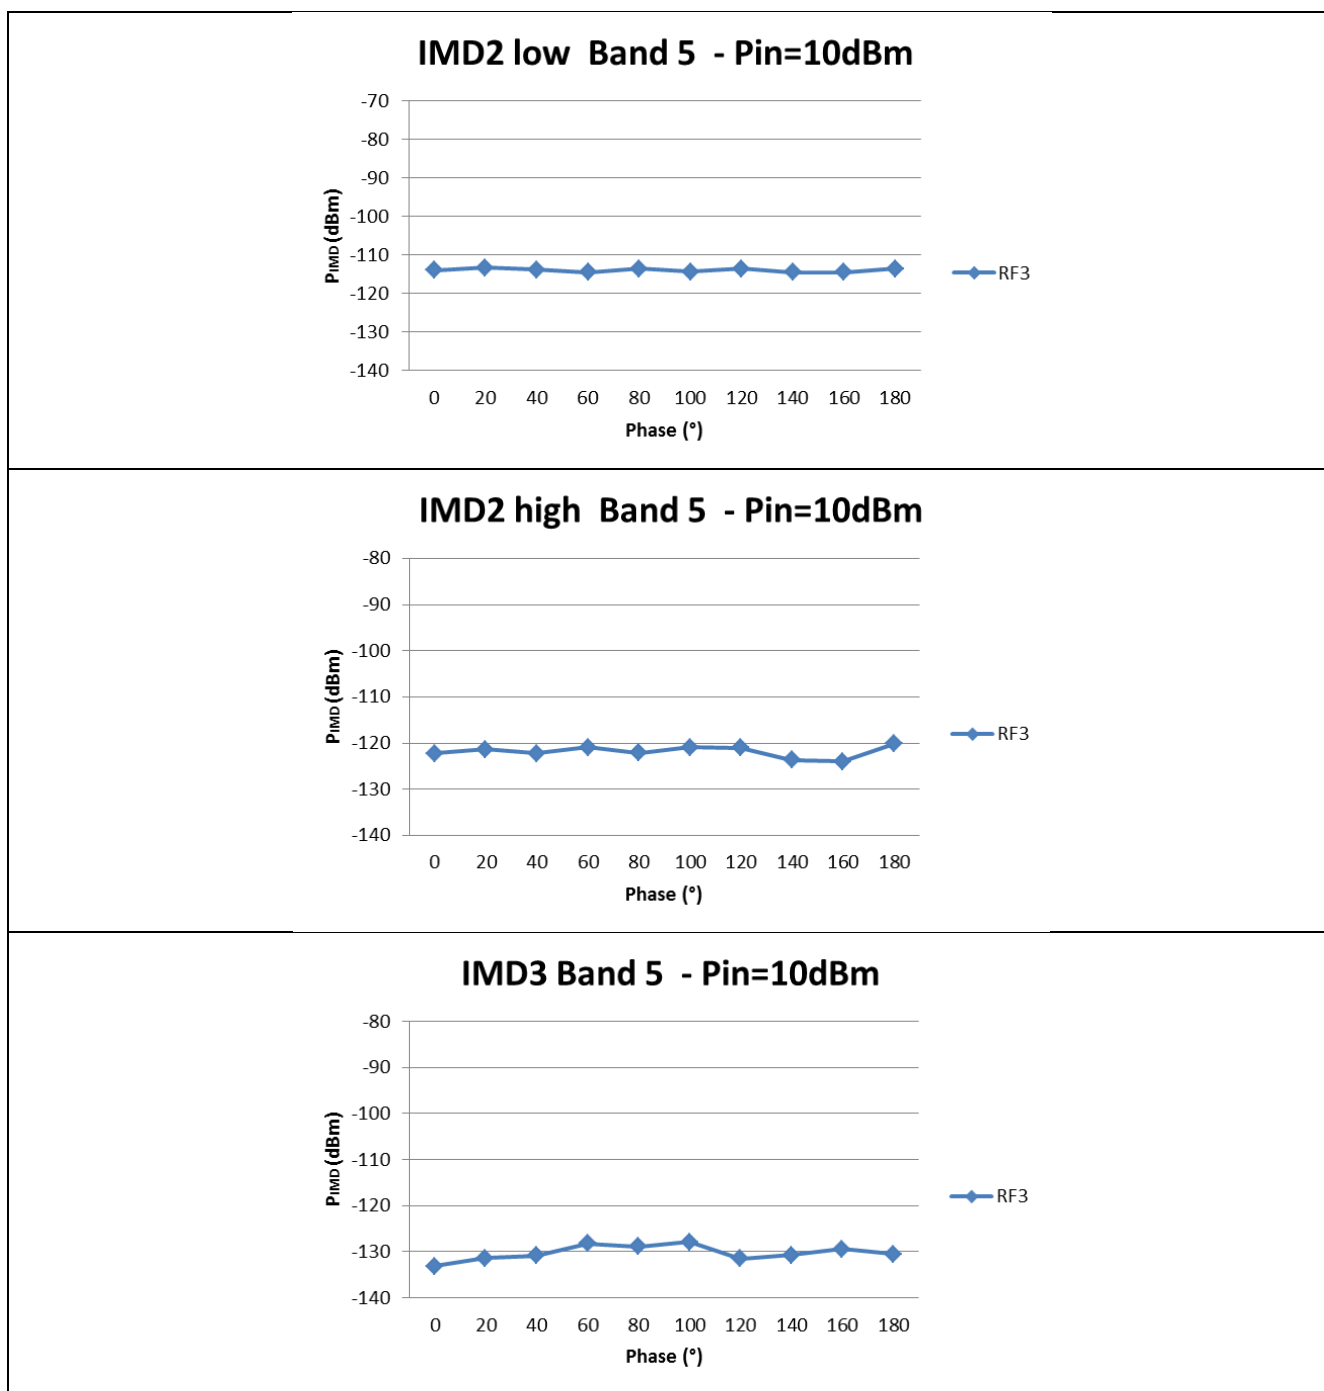 IMD2 low  Band 5  - Pin=10dBm
-70
-80
-90
-100
-110
-120
-130
-140
PIMD (dBm)
0 20 40 60 80 100 120 140 160 180
Phase (°)
RF3
IMD2 high  Band 5  - Pin=10dBm
-80
-90
-100
-110
-120
-130
-140
PIMD (dBm)
0 20 40 60 80 100 120 140 160 180
Phase (°)
RF3
IMD3 Band 5  - Pin=10dBm
-80
-90
-100
-110
-120
-130
-140
PIMD (dBm)
0 20 40 60 80 100 120 140 160 180
Phase (°)
RF3